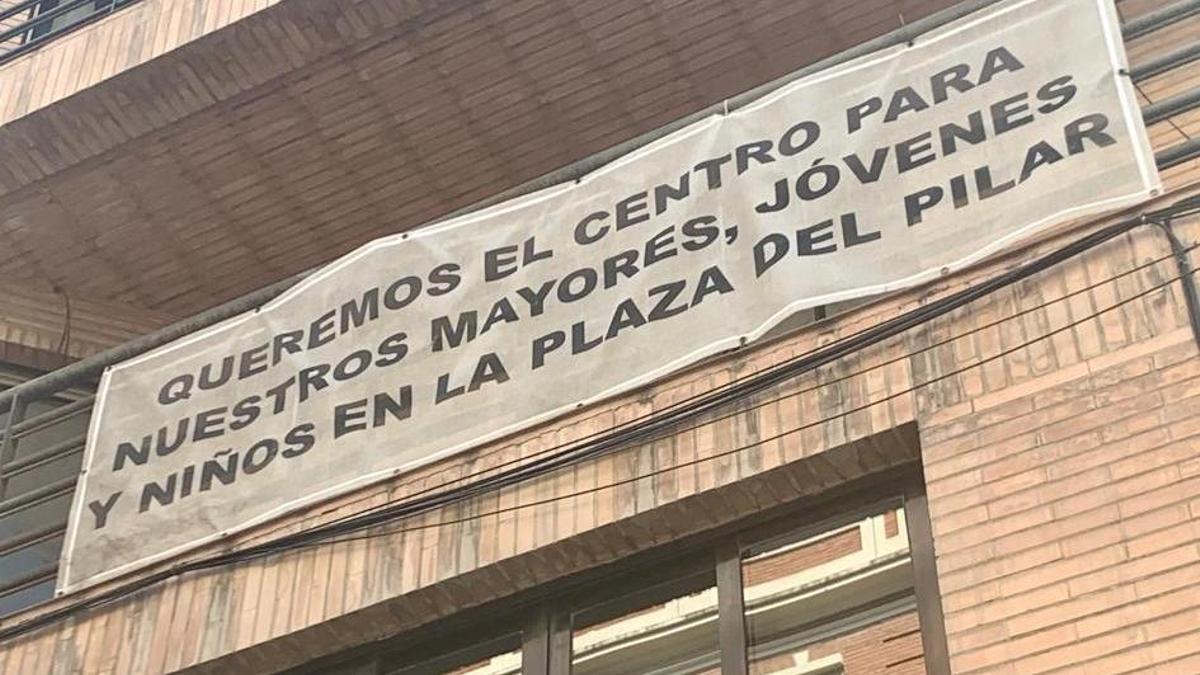 QUEREMOS EL CENTRO PARA
NUESTROS MAYORES, JÓVENES
Y NIÑOS EN LA PLAZA DEL PILAR